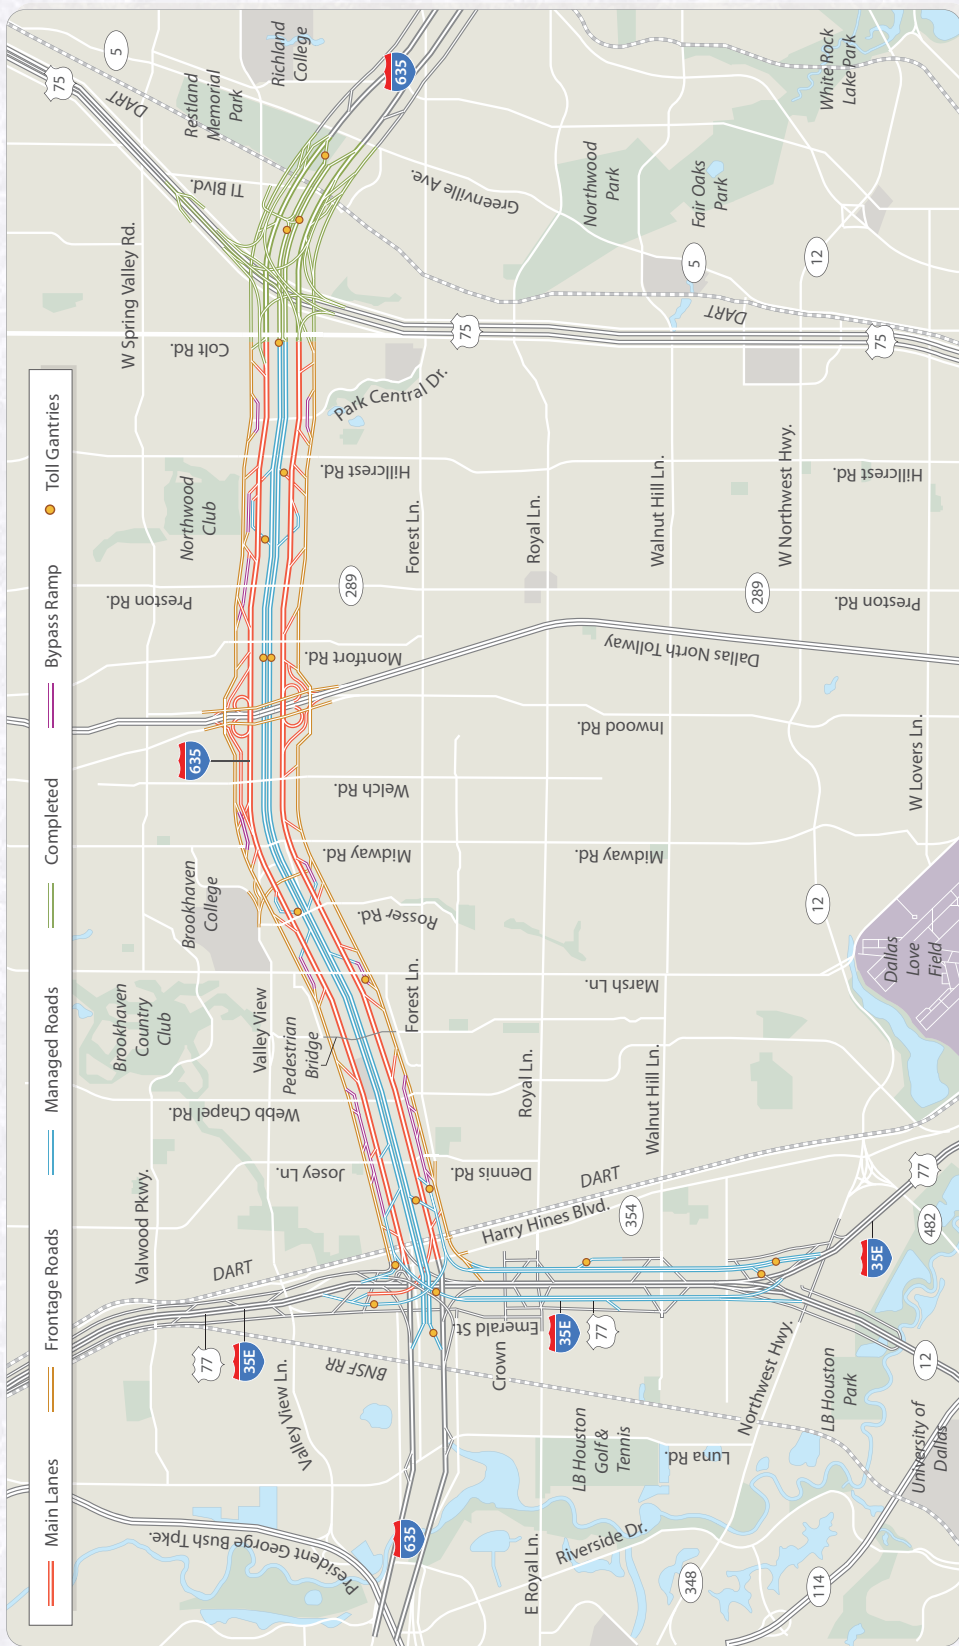 Main Lanes
Frontage Roads
Managed Roads
Completed
Bypass Ramp
Toll Gantries
President George Bush Tpke.
Valwood Pkwy.
Valley View Ln.
77
35E
DART
BNSF RR
635
Josey Ln.
Webb Chapel Rd.
Brookhaven
Country
Club
Valley View
Pedestrian
Bridge
Brookhaven
College
635
Preston Rd.
Northwood
Club
W Spring Valley Rd.
Coit Rd.
TI Blvd.
Restland
Memorial
Park
Richland
College
5
75
DART
635
Greenville Ave.
Park Central Dr.
Hillcrest Rd.
289
Montfort Rd.
Welch Rd.
Midway Rd.
Rosser Rd.
Forest Ln.
Forest Ln.
Dennis Rd.
Harry Hines Blvd.
DART
354
Emerald St.
Crown
35E
77
E Royal Ln.
Royal Ln.
Royal Ln.
75
Northwood
Park
Fair Oaks
Park
5
DART
Walnut Hill Ln.
Walnut Hill Ln.
Dallas North Tollway
Inwood Rd.
Midway Rd.
Marsh Ln.
LB Houston
Golf &
Tennis
Luna Rd.
Riverside Dr.
348
114
Northwest Hwy.
LB Houston
Park
University of
Dallas
12
35E
482
77
Dallas
Love
Field
12
W Lovers Ln.
289
Preston Rd.
W Northwest Hwy.
Hillcrest Rd.
75
12
White Rock
Lake Park